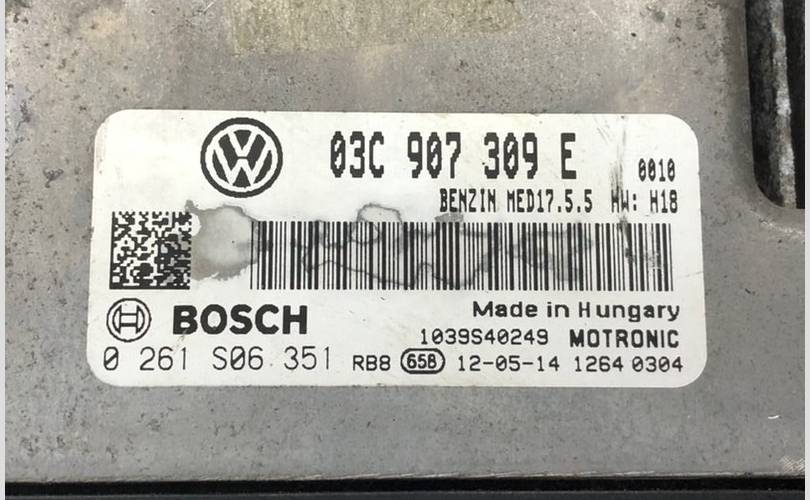 03C 907 309 E 0010
BENZIN MED17.5.5 HW: H18
BOSCH
Made in Hungary
1039S40249 MOTRONIC
0 261 S06 351 RB8 65B 12-05-14 1264 0304